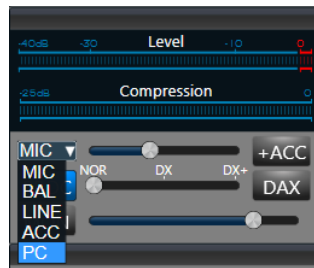 -40dB -30 Level -10 0
-25dB Compression 0
MIC ▼ +ACC
MIC NOR DX DX+
BAL C DAX
LINE
ACC
PC